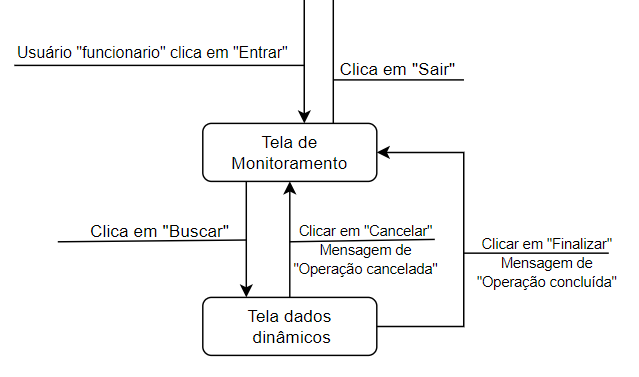 Usuário "funcionario" clica em "Entrar"
Clica em "Sair"
Tela de
Monitoramento
Clica em "Buscar"
Clicar em "Cancelar"
Mensagem de
"Operação cancelada"
Clicar em "Finalizar"
Mensagem de
"Operação concluída"
Tela dados
dinâmicos